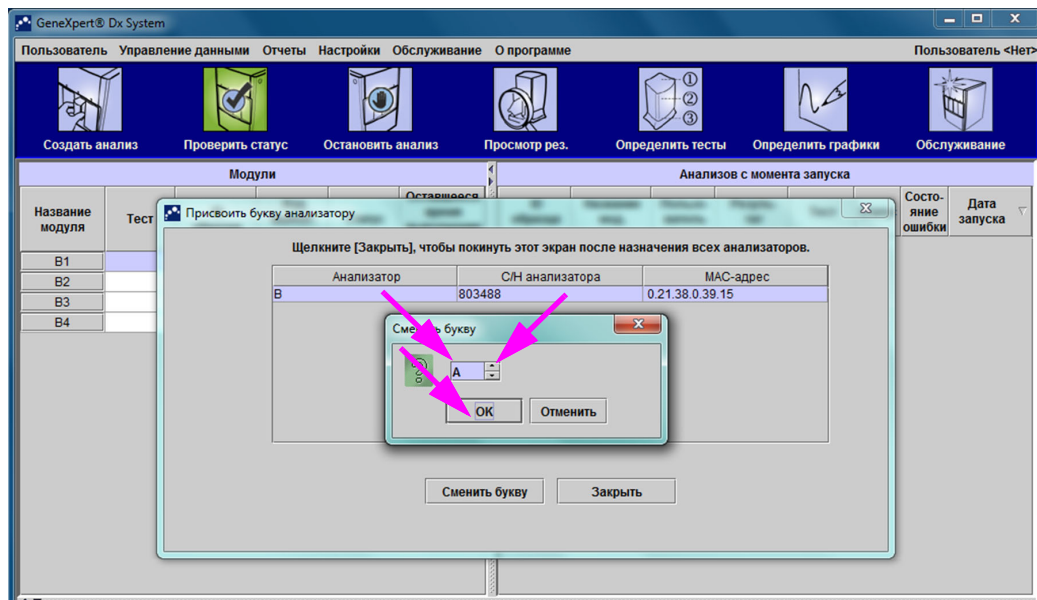 GeneXpert® Dx System
Пользователь Управление данными Отчеты Настройки Обслуживание О программе Пользователь <Нет>
Создать анализ Проверить статус Остановить анализ Просмотр рез. Определить тесты Определить графики Обслуживание
Модули Анализов с момента запуска
Название модуля Тест Оставшееся Состо-яние ошибки Дата запуска
Присвоить букву анализатору
Щелкните [Закрыть], чтобы покинуть этот экран после назначения всех анализаторов.
Анализатор С/Н анализатора MAC-адрес
B 803488 0.21.38.0.39.15
B1
B2
B3
B4
Сменить букву
A
OK Отменить
Сменить букву Закрыть